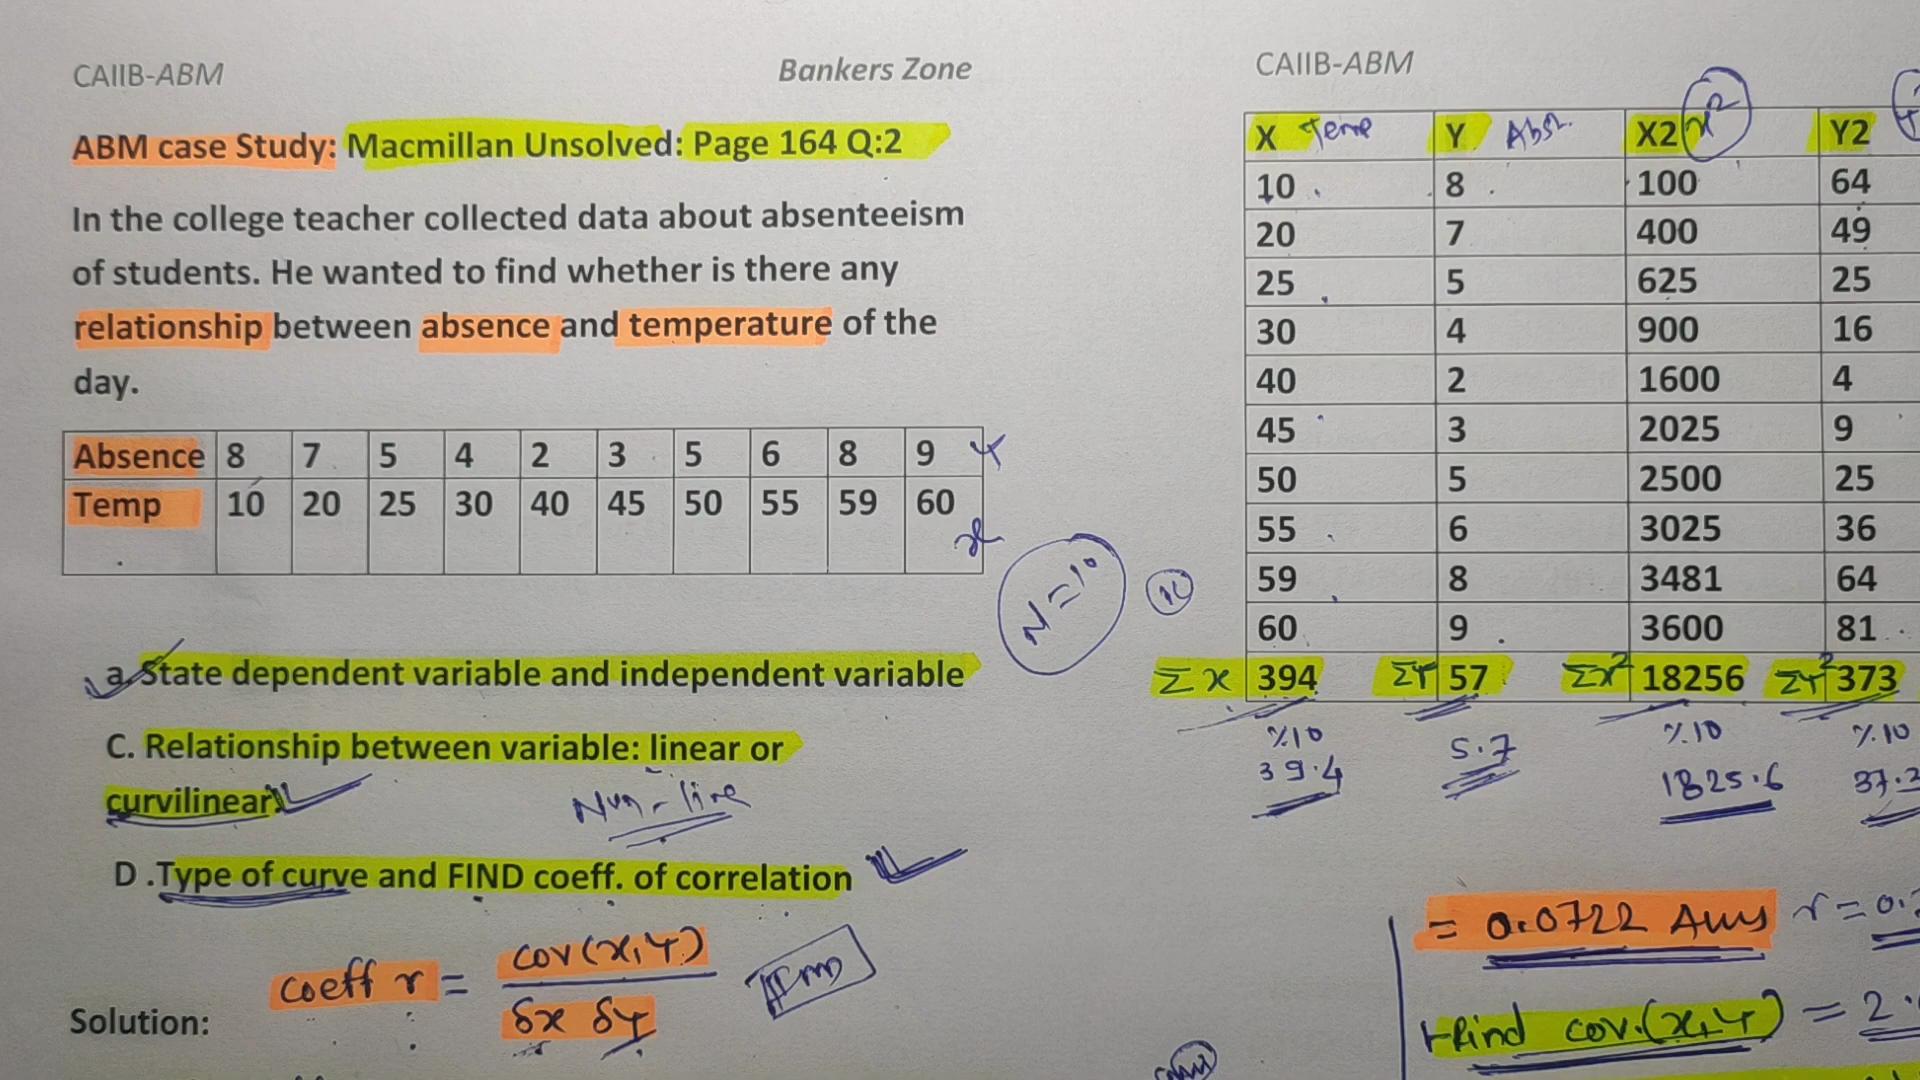 CAIIB-ABM
Bankers Zone
ABM case Study: Macmillan Unsolved: Page 164 Q:2
In the college teacher collected data about absenteeism
of students. He wanted to find whether is there any
relationship between absence and temperature of the
day.
Absence 8 7 5 4 2 3 5 6 8 9 Y
Temp 10 20 25 30 40 45 50 55 59 60
x
N=10
a. State dependent variable and independent variable
C. Relationship between variable: linear or
curvilinear
D .Type of curve and FIND coeff. of correlation
coeff r = cov(x,Y)
δx δY
Solution:
CAIIB-ABM
X Temp Y Abst. X2 x² Y2
10 8 100 64
20 7 400 49
25 5 625 25
30 4 900 16
40 2 1600 4
45 3 2025 9
50 5 2500 25
55 6 3025 36
59 8 3481 64
60 9 3600 81
Σx 394 ΣY 57 Σx² 18256 ΣY² 373
%10 %10 %10
39.4 5.7 1825.6 37.3
= 0.0722 Ans r = 0.
Find cov.(x,Y) = 2.